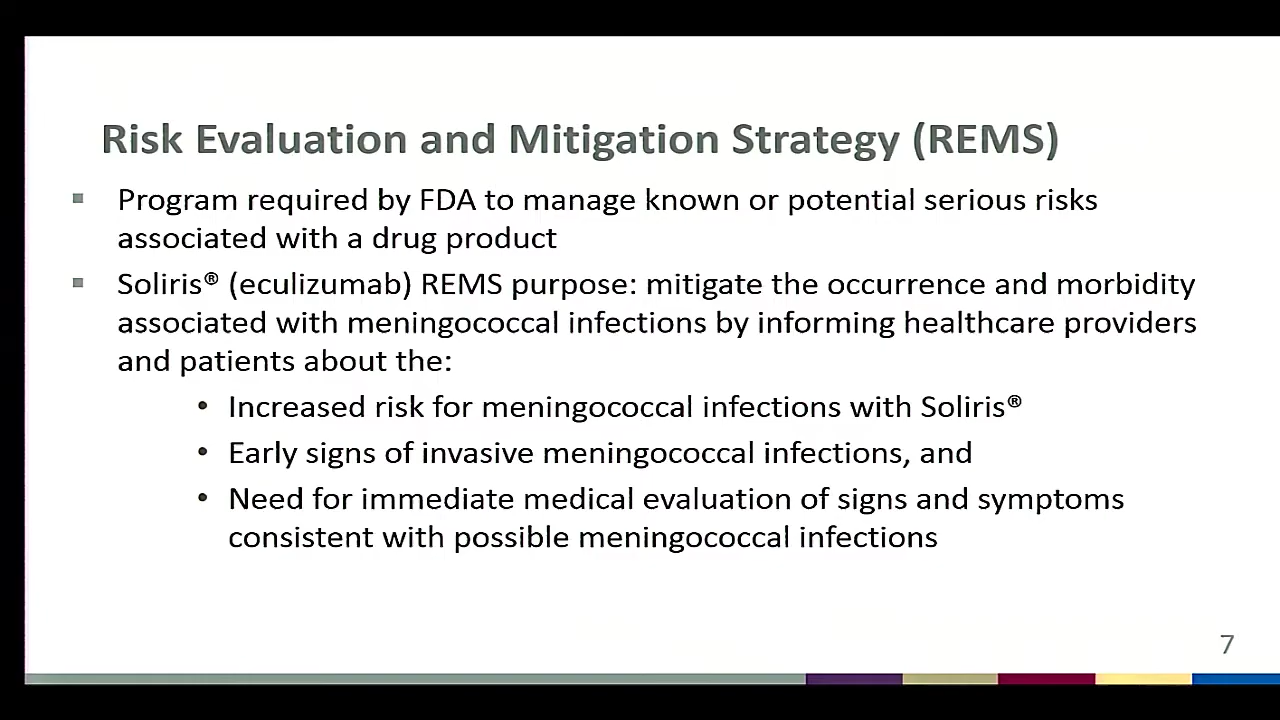 Risk Evaluation and Mitigation Strategy (REMS)
▪ Program required by FDA to manage known or potential serious risks
associated with a drug product
▪ Soliris® (eculizumab) REMS purpose: mitigate the occurrence and morbidity
associated with meningococcal infections by informing healthcare providers
and patients about the:
• Increased risk for meningococcal infections with Soliris®
• Early signs of invasive meningococcal infections, and
• Need for immediate medical evaluation of signs and symptoms
consistent with possible meningococcal infections
7